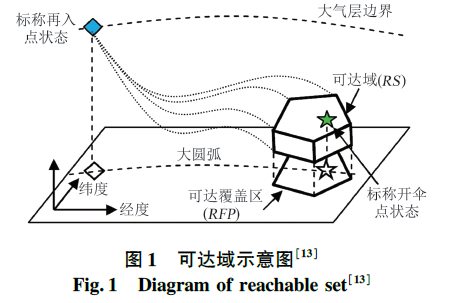 标称再入
点状态
大气层边界
可达域(RS)
大圆弧
纬度
经度
可达覆盖区
(RFP)
标称开伞
点状态
图 1 可达域示意图[13]
Fig. 1 Diagram of reachable set[13]